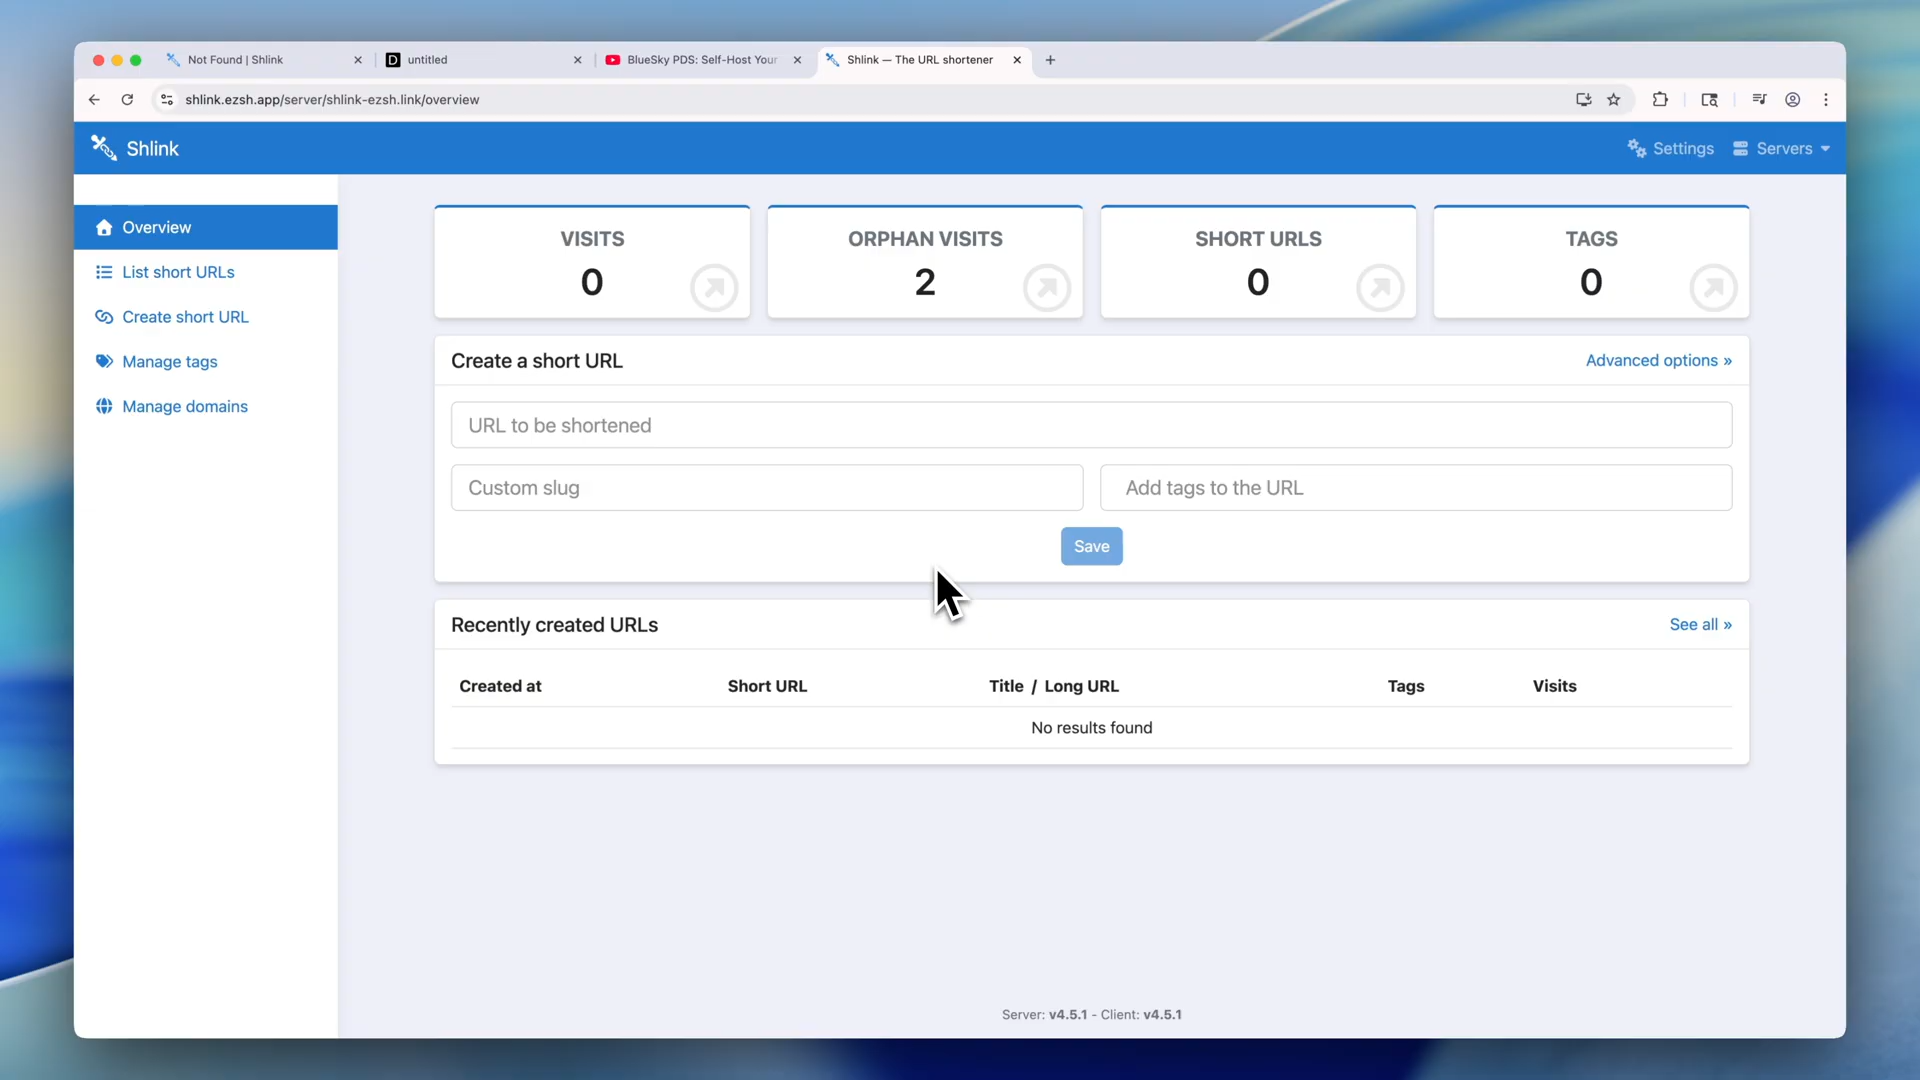 Not Found | Shlink
untitled
BlueSky PDS: Self-Host Your
Shlink — The URL shortener
shlink.ezsh.app/server/shlink-ezsh.link/overview
Shlink
Settings
Servers
Overview
List short URLs
Create short URL
Manage tags
Manage domains
VISITS
0
ORPHAN VISITS
2
SHORT URLS
0
TAGS
0
Create a short URL
Advanced options »
URL to be shortened
Custom slug
Add tags to the URL
Save
Recently created URLs
See all »
Created at
Short URL
Title / Long URL
Tags
Visits
No results found
Server: v4.5.1 - Client: v4.5.1